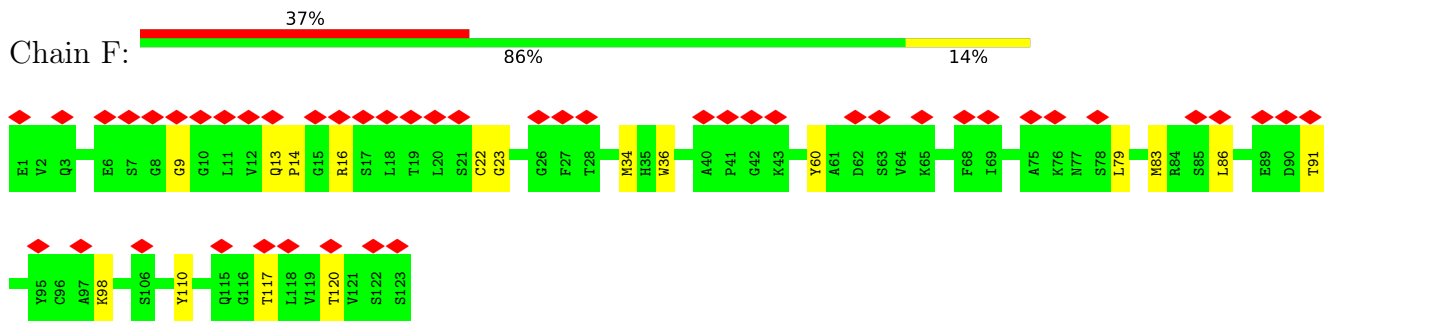 37%
Chain F:
86% 14%
E1 V2 Q3 E6 S7 G8 G9 G10 L11 V12 Q13 P14 G15 R16 S17 L18 T19 L20 S21 C22 G23 G26 F27 T28 M34 H35 W36 A40 P41 G42 K43 Y60 A61 D62 S63 V64 K65 F68 I69 A75 K76 N77 S78 L79 M83 R84 S85 L86 E89 D90 T91
Y95 C96 A97 K98 S106 Y110 Q115 G116 T117 L118 V119 T120 V121 S122 S123